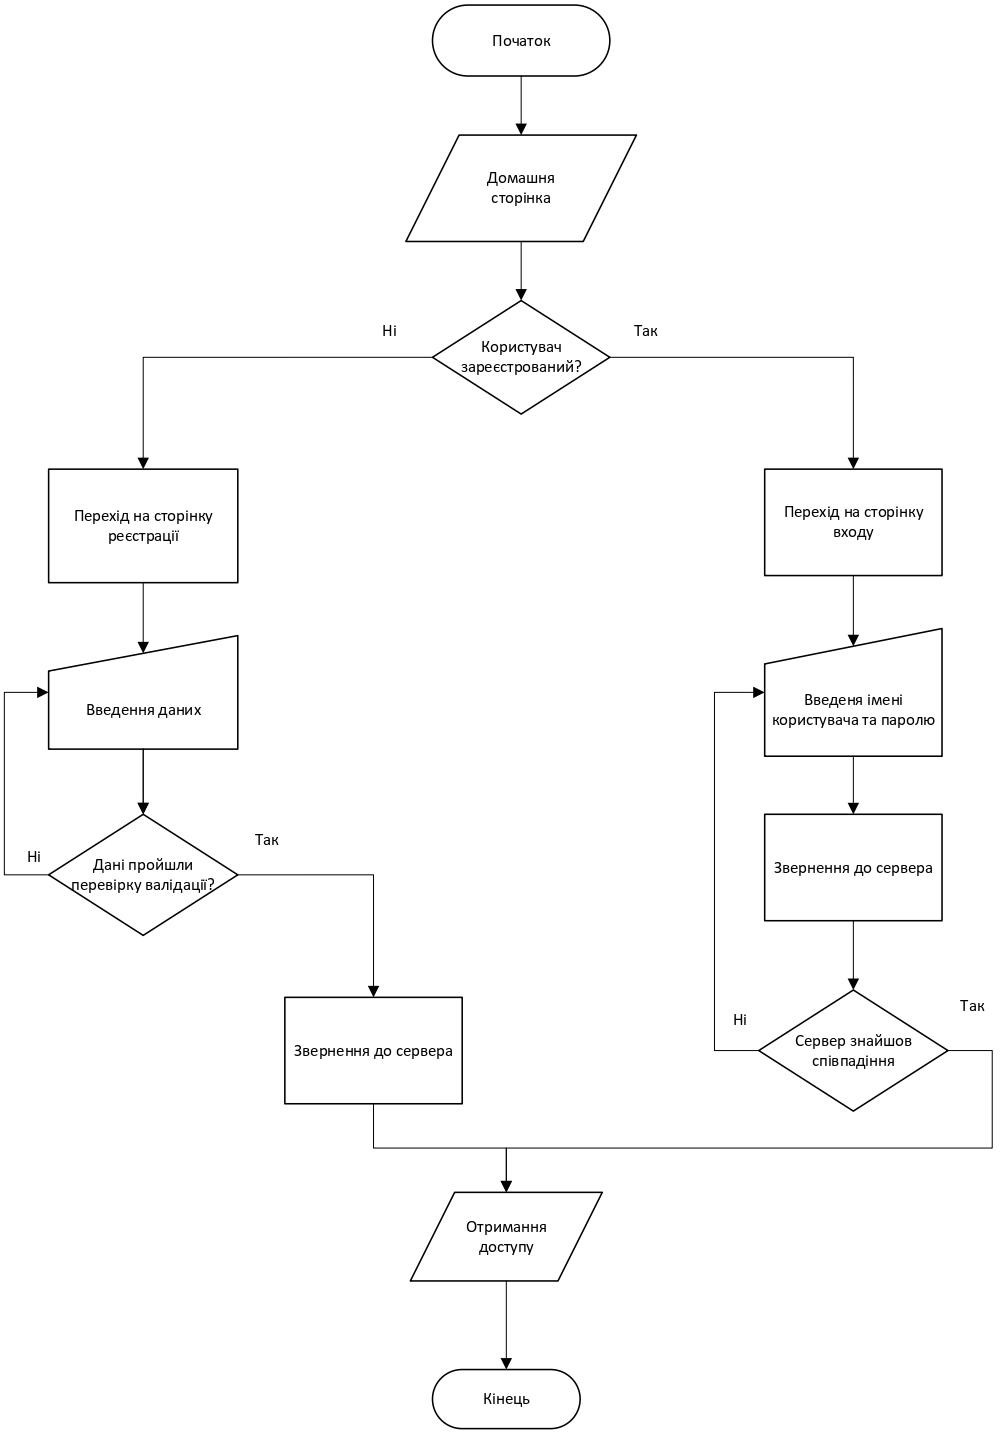 Початок
Домашня
сторінка
Ні
Так
Користувач
зареєстрований?
Перехід на сторінку
реєстрації
Перехід на сторінку
входу
Введення даних
Введеня імені
користувача та паролю
Так
Ні
Дані пройшли
перевірку валідації?
Звернення до сервера
Так
Ні
Сервер знайшов
співпадіння
Звернення до сервера
Отримання
доступу
Кінець